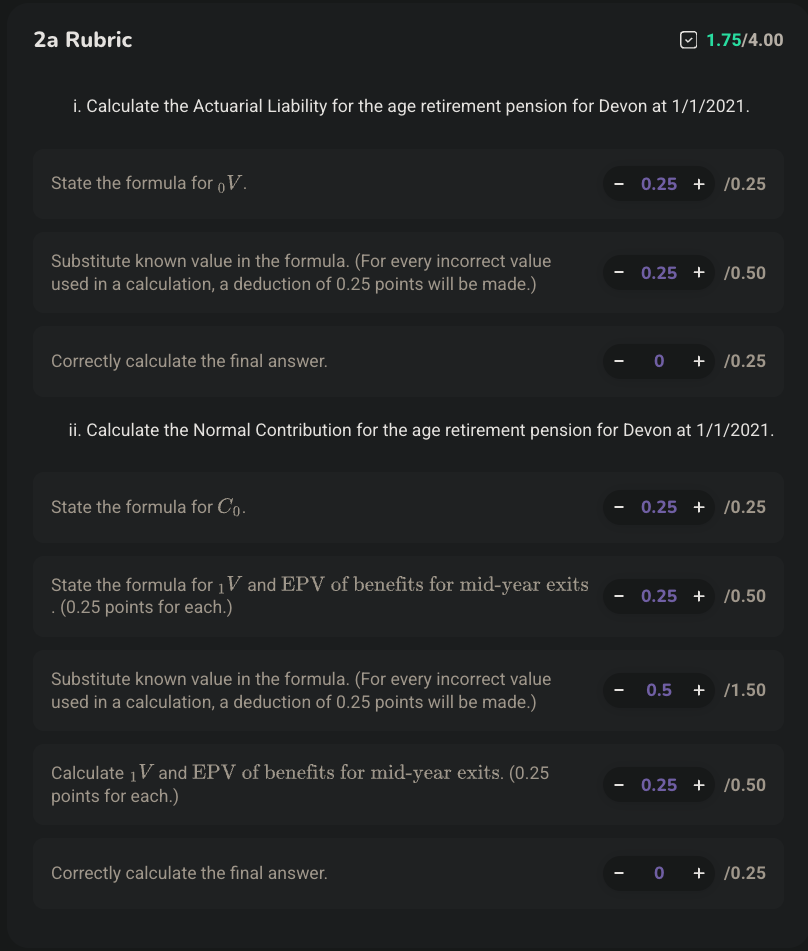 2a Rubric 1.75/4.00
i. Calculate the Actuarial Liability for the age retirement pension for Devon at 1/1/2021.
State the formula for ₀V. − 0.25 + /0.25
Substitute known value in the formula. (For every incorrect value
used in a calculation, a deduction of 0.25 points will be made.) − 0.25 + /0.50
Correctly calculate the final answer. − 0 + /0.25
ii. Calculate the Normal Contribution for the age retirement pension for Devon at 1/1/2021.
State the formula for C₀. − 0.25 + /0.25
State the formula for ₁V and EPV of benefits for mid-year exits
. (0.25 points for each.) − 0.25 + /0.50
Substitute known value in the formula. (For every incorrect value
used in a calculation, a deduction of 0.25 points will be made.) − 0.5 + /1.50
Calculate ₁V and EPV of benefits for mid-year exits. (0.25
points for each.) − 0.25 + /0.50
Correctly calculate the final answer. − 0 + /0.25